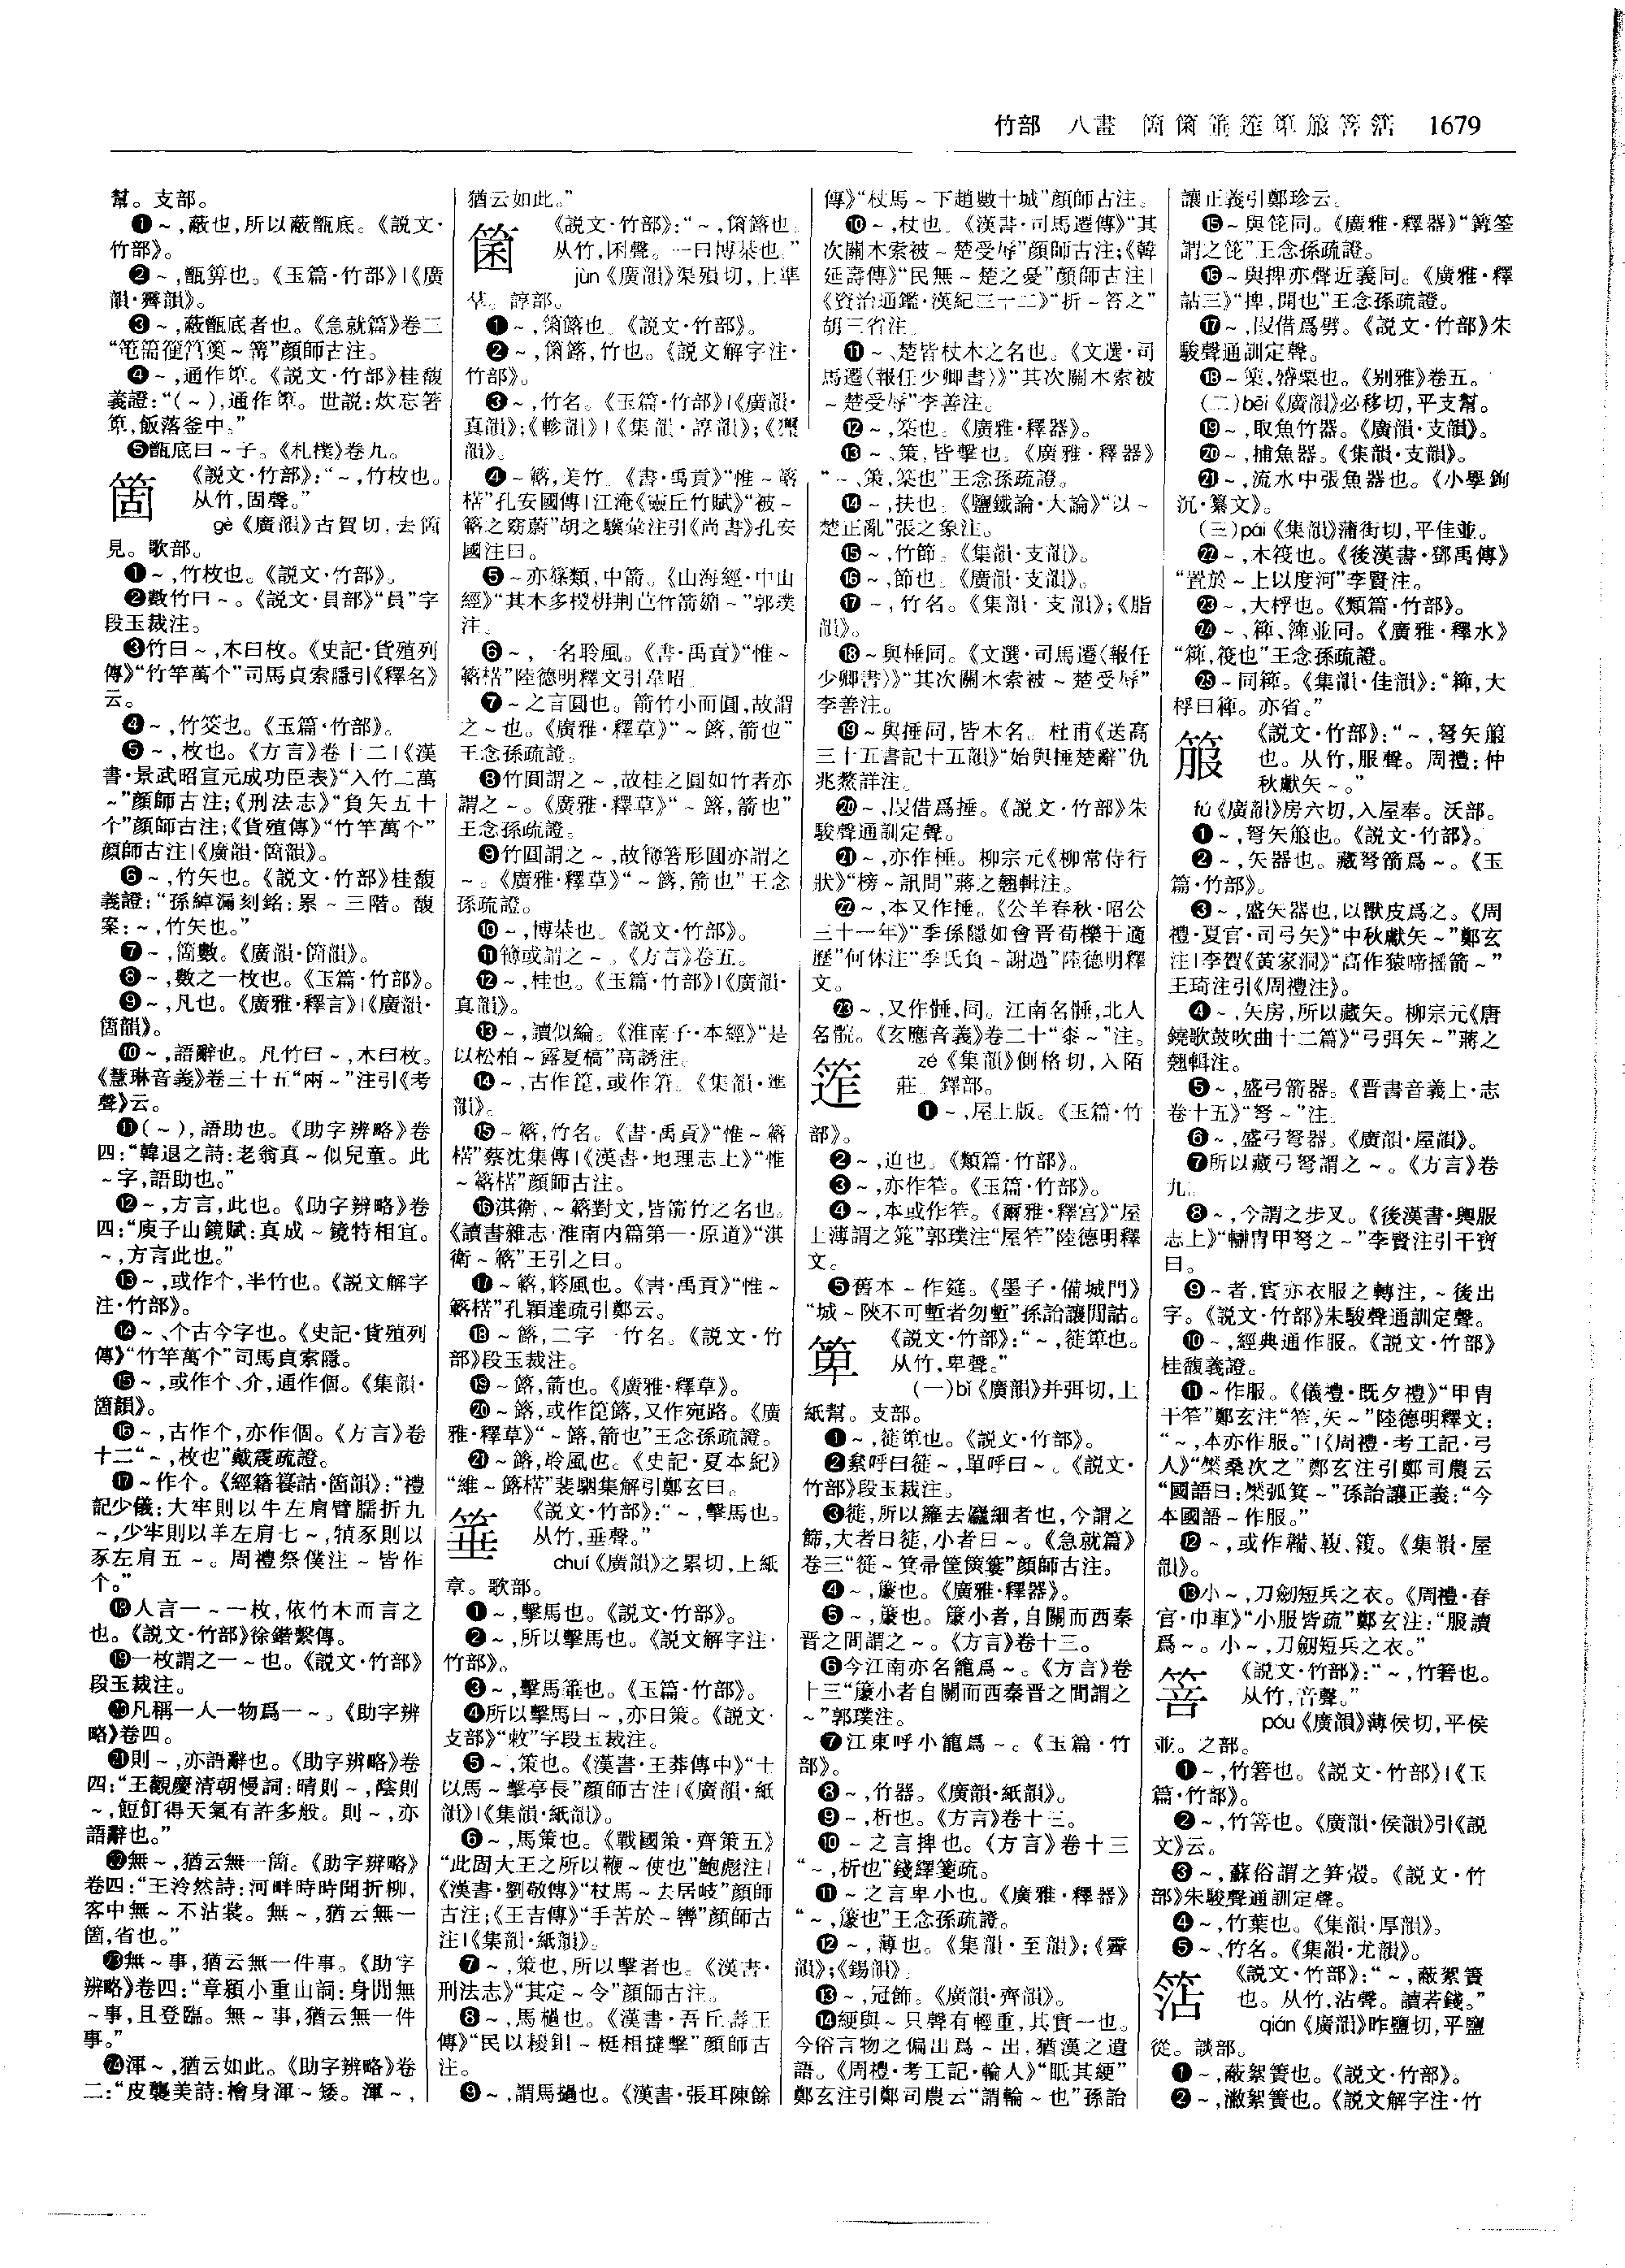 竹部　八畫　箇箘箠筰箄箙箁𥮒　1679
幫。支部。
❶～,蔽也,所以蔽甑底。《説文·
竹部》。
❷～,甑箅也。《玉篇·竹部》|《廣
韻·霽韻》。
❸～,蔽甑底者也。《急就篇》卷三
～簿”顔師古注。
❹～,通作箄。《説文·竹部》桂馥
義證:“(～),通作箄。世説:炊忘箸
箄,飯落釜中。”
❺甑底曰～子。《札樸》卷九。
箇
《説文·竹部》:“～,竹枚也。
从竹,固聲。”
gè《廣韻》古賀切,去箇
見。歌部。
❶～,竹枚也。《説文·竹部》。
❷數竹曰～。《説文·員部》“員”字
段玉裁注。
❸竹曰～,木曰枚。《史記·貨殖列
傳》“竹竿萬个”司馬貞索隱引《釋名》
云。
❹～,竹筊也。《玉篇·竹部》。
❺～,枚也。《方言》卷十二|《漢
書·景武昭宣元成功臣表》“入竹二萬
～”顔師古注;《刑法志》“負矢五十
个”顔師古注;《貨殖傳》“竹竿萬个”
顔師古注|《廣韻·箇韻》。
❻～,竹矢也。《説文·竹部》桂馥
義證:“孫綽漏刻銘:累～三階。馥
案:～,竹矢也。”
❼～,箇數。《廣韻·箇韻》。
❽～,數之一枚也。《玉篇·竹部》。
❾～,凡也。《廣雅·釋言》|《廣韻·
箇韻》。
❿～,語辭也。凡竹曰～,木曰枚。
《慧琳音義》卷三十五“兩～”注引《考
聲》云。
⓫(～),語助也。《助字辨略》卷
四:“韓退之詩:老翁真～似兒童。此
～字,語助也。”
⓬～,方言,此也。《助字辨略》卷
四:“庾子山鏡賦:真成～鏡特相宜。
～,方言此也。”
⓭～,或作个,半竹也。《説文解字
注·竹部》。
⓮～、个古今字也。《史記·貨殖列
傳》“竹竿萬个”司馬貞索隱。
⓯～,或作个、介,通作個。《集韻·
箇韻》。
⓰～,古作个,亦作個。《方言》卷
十二“～,枚也”戴震疏證。
⓱～作个。《經籍籑詁·箇韻》:“禮
記少儀:大牢則以牛左肩臂臑折九
～,少牢則以羊左肩七～,犆豕則以
豕左肩五～。周禮祭僕注～皆作
个。”
⓲人言一～一枚,依竹木而言之
也。《説文·竹部》徐鍇繫傳。
⓳一枚謂之一～也。《説文·竹部》
段玉裁注。
⓴凡稱一人一物爲一～。《助字辨
略》卷四。
㉑則～,亦語辭也。《助字辨略》卷
四:“王觀慶清朝慢詞:晴則～,陰則
～,餖飣得天氣有許多般。則～,亦
語辭也。”
㉒無～,猶云無一箇。《助字辨略》
卷四:“王泠然詩:河畔時時聞折柳,
客中無～不沾裳。無～,猶云無一
箇,省也。”
㉓無～事,猶云無一件事。《助字
辨略》卷四:“章穎小重山詞:身閒無
～事,且登臨。無～事,猶云無一件
事。”
㉔渾～,猶云如此。《助字辨略》卷
二:“皮襲美詩:檜身渾～矮。渾～,
猶云如此。”
箘
《説文·竹部》:“～,箘簬也。
从竹,囷聲。一曰博棊也。”
jùn《廣韻》渠殞切,上準
羣。諄部。
❶～,箘簬也。《説文·竹部》。
❷～,箘簬,竹也。《説文解字注·
竹部》。
❸～,竹名。《玉篇·竹部》|《廣韻·
真韻》;《軫韻》|《集韻·諄韻》;《
韻》。
❹～簵,美竹。《書·禹貢》“惟～簵
楛”孔安國傳|江淹《靈丘竹賦》“被～
簵之窈蔚”胡之驥彙注引《尚書》孔安
國注曰。
❺～亦篠類,中箭。《山海經·中山
經》“其木多椶枬荆芑竹箭䉋～”郭璞
注。
❻～,一名聆風。《書·禹貢》“惟～
簵楛”陸德明釋文引韋昭。
❼～之言圓也。箭竹小而圓,故謂
之～也。《廣雅·釋草》“～簬,箭也”
王念孫疏證。
❽竹圓謂之～,故桂之圓如竹者亦
謂之～。《廣雅·釋草》“～簬,箭也”
王念孫疏證。
❾竹圓謂之～,故簙箸形圓亦謂之
～。《廣雅·釋草》“～簬,箭也”王念
孫疏證。
❿～,博棊也。《説文·竹部》。
⓫簙或謂之～。《方言》卷五。
⓬～,桂也。《玉篇·竹部》|《廣韻·
真韻》。
⓭～,讀似綸。《淮南子·本經》“是
以松柏～露夏槁”高誘注。
⓮～,古作箟,或作箬。《集韻·準
韻》。
⓯～簵,竹名。《書·禹貢》“惟～簵
楛”蔡沈集傳|《漢書·地理志上》“惟
～簵楛”顔師古注。
⓰淇衛、～簵對文,皆箭竹之名也。
《讀書雜志·淮南内篇第一·原道》“淇
衛～簵”王引之曰。
⓱～簵,聆風也。《書·禹貢》“惟～
簵楛”孔穎達疏引鄭云。
⓲～簬,二字一竹名。《説文·竹
部》段玉裁注。
⓳～簬,箭也。《廣雅·釋草》。
⓴～簬,或作箟簬,又作宛路。《廣
雅·釋草》“～簬,箭也”王念孫疏證。
㉑～簬,聆風也。《史記·夏本紀》
“維～簬楛”裴駰集解引鄭玄曰。
箠
《説文·竹部》:“～,擊馬也。
从竹,垂聲。”
chuí《廣韻》之累切,上紙
章。歌部。
❶～,擊馬也。《説文·竹部》。
❷～,所以擊馬也。《説文解字注·
竹部》。
❸～,擊馬箠也。《玉篇·竹部》。
❹所以擊馬曰～,亦曰策。《説文·
攴部》“敕”字段玉裁注。
❺～,策也。《漢書·王莽傳中》“士
以馬～擊亭長”顔師古注|《廣韻·紙
韻》|《集韻·紙韻》。
❻～,馬策也。《戰國策·齊策五》
“此固大王之所以鞭～使也”鮑彪注|
《漢書·劉敬傳》“杖馬～去居岐”顔師
古注;《王吉傳》“手苦於～轡”顔師古
注|《集韻·紙韻》。
❼～,策也,所以擊者也。《漢書·
刑法志》“其定～令”顔師古注。
❽～,馬檛也。《漢書·吾丘壽王
傳》“民以耰鉏～梃相撻擊”顔師古
注。
❾～,謂馬撾也。《漢書·張耳陳餘
傳》“杖馬～下趙數十城”顔師古注。
❿～,杖也。《漢書·司馬遷傳》“其
次關木索被～楚受辱”顔師古注;《韓
延壽傳》“民無～楚之憂”顔師古注|
《資治通鑑·漢紀三十二》“折～笞之”
胡三省注。
⓫～、楚皆杖木之名也。《文選·司
馬遷〈報任少卿書〉》“其次關木索被
～楚受辱”李善注。
⓬～,策也。《廣雅·釋器》。
⓭～、策,皆擊也。《廣雅·釋器》
“～、策,策也”王念孫疏證。
⓮～,扶也。《鹽鐵論·大論》“以～
楚正亂”張之象注。
⓯～,竹節。《集韻·支韻》。
⓰～,節也。《廣韻·支韻》。
⓱～,竹名。《集韻·支韻》;《脂
韻》。
⓲～與棰同。《文選·司馬遷〈報任
少卿書〉》“其次關木索被～楚受辱”
李善注。
⓳～與捶同,皆木名。杜甫《送高
三十五書記十五韻》“始與捶楚辭”仇
兆鰲詳注。
⓴～,叚借爲捶。《説文·竹部》朱
駿聲通訓定聲。
㉑～,亦作棰。柳宗元《柳常侍行
狀》“榜～訊問”蔣之翹輯注。
㉒～,本又作捶。《公羊春秋·昭公
三十一年》“季孫隱如會晋荀櫟于適
歷”何休注“季氏負～謝過”陸德明釋
文。
㉓～,又作腄,同。江南名腄,北人
名髋。《玄應音義》卷二十“桊～”注。
筰
zé《集韻》側格切,入陌
莊。鐸部。
❶～,屋上版。《玉篇·竹
部》。
❷～,迫也。《類篇·竹部》。
❸～,亦作笮。《玉篇·竹部》。
❹～,本或作笮。《爾雅·釋宫》“屋
上薄謂之筄”郭璞注“屋笮”陸德明釋
文。
❺舊本～作筵。《墨子·備城門》
“城～陜不可塹者勿塹”孫詒讓閒詁。
箄
《説文·竹部》:“～,簁箄也。
从竹,卑聲。”
(一)bǐ《廣韻》并弭切,上
紙幫。支部。
❶～,簁箄也。《説文·竹部》。
❷絫呼曰簁～,單呼曰～。《説文·
竹部》段玉裁注。
❸簁,所以籮去麤細者也,今謂之
篩,大者曰簁,小者曰～。《急就篇》
卷三“簁～箕帚筐篋簍”顔師古注。
❹～,䉛也。《廣雅·釋器》。
❺～,䉛也。䉛小者,自關而西秦
晋之間謂之～。《方言》卷十三。
❻今江南亦名籠爲～。《方言》卷
十三“䉛小者自關而西秦晋之間謂之
～”郭璞注。
❼江東呼小籠爲～。《玉篇·竹
部》。
❽～,竹器。《廣韻·紙韻》。
❾～,析也。《方言》卷十三。
❿～之言捭也。《方言》卷十三
“～,析也”錢繹箋疏。
⓫～之言卑小也。《廣雅·釋器》
“～,䉛也”王念孫疏證。
⓬～,薄也。《集韻·至韻》;《霽
韻》;《錫韻》。
⓭～,冠飾。《廣韻·齊韻》。
⓮綆與～只聲有輕重,其實一也。
今俗言物之偏出爲～出,猶漢之遺
語。《周禮·考工記·輪人》“眂其綆”
鄭玄注引鄭司農云“謂輪～也”孫詒
讓正義引鄭珍云。
⓯～與箆同。《廣雅·釋器》“篝筌
謂之箆”王念孫疏證。
⓰～與捭亦聲近義同。《廣雅·釋
詁三》“捭,開也”王念孫疏證。
⓱～,叚借爲劈。《説文·竹部》朱
駿聲通訓定聲。
⓲～篥,觱栗也。《别雅》卷五。
(二)bēi《廣韻》必移切,平支幫。
⓳～,取魚竹器。《廣韻·支韻》。
⓴～,捕魚器。《集韻·支韻》。
㉑～,流水中張魚器也。《小學鉤
沉·纂文》。
(三)pái《集韻》蒲街切,平佳並。
㉒～,木筏也。《後漢書·鄧禹傳》
“置於～上以度河”李賢注。
㉓～,大桴也。《類篇·竹部》。
㉔～、簰、篺並同。《廣雅·釋水》
“簰,筏也”王念孫疏證。
㉕～同簰。《集韻·佳韻》:“簰,大
桴曰簰。亦省。”
箙
《説文·竹部》:“～,弩矢箙
也。从竹,服聲。周禮:仲
秋獻矢～。”
fú《廣韻》房六切,入屋奉。沃部。
❶～,弩矢箙也。《説文·竹部》。
❷～,矢器也。藏弩箭爲～。《玉
篇·竹部》。
❸～,盛矢器也,以獸皮爲之。《周
禮·夏官·司弓矢》“中秋獻矢～”鄭玄
注|李賀《黄家洞》“高作猿啼摇箭～”
王琦注引《周禮注》。
❹～,矢房,所以藏矢。柳宗元《唐
鐃歌鼓吹曲十二篇》“弓弭矢～”蔣之
翹輯注。
❺～,盛弓箭器。《晋書音義上·志
卷十五》“弩～”注。
❻～,盛弓弩器。《廣韻·屋韻》。
❼所以藏弓弩謂之～。《方言》卷
九。
❽～,今謂之步叉。《後漢書·輿服
志上》“轓胄甲弩之～”李賢注引干寶
曰。
❾～者,實亦衣服之轉注,～後出
字。《説文·竹部》朱駿聲通訓定聲。
❿～,經典通作服。《説文·竹部》
桂馥義證。
⓫～作服。《儀禮·既夕禮》“甲胄
干笮”鄭玄注“笮,矢～”陸德明釋文:
“～,本亦作服。”|《周禮·考工記·弓
人》“檿桑次之”鄭玄注引鄭司農云
“國語曰:檿弧箕～”孫詒讓正義:“今
本國語～作服。”
⓬～,或作韛、䩛、䈏。《集韻·屋
韻》。
⓭小～,刀劒短兵之衣。《周禮·春
官·巾車》“小服皆疏”鄭玄注:“服讀
爲～。小～,刀劒短兵之衣。”
箁
《説文·竹部》:“～,竹箬也。
从竹,咅聲。”
póu《廣韻》薄侯切,平侯
並。之部。
❶～,竹箬也。《説文·竹部》|《玉
篇·竹部》。
❷～,竹箬也。《廣韻·侯韻》引《説
文》云。
❸～,蘇俗謂之笋殼。《説文·竹
部》朱駿聲通訓定聲。
❹～,竹葉也。《集韻·厚韻》。
❺～、竹名。《集韻·尤韻》。
𥮒
《説文·竹部》:“～,蔽絮簀
也。从竹,沾聲。讀若錢。”
qián《廣韻》昨鹽切,平鹽
從。談部。
❶～,蔽絮簀也。《説文·竹部》。
❷～,潎絮簀也。《説文解字注·竹